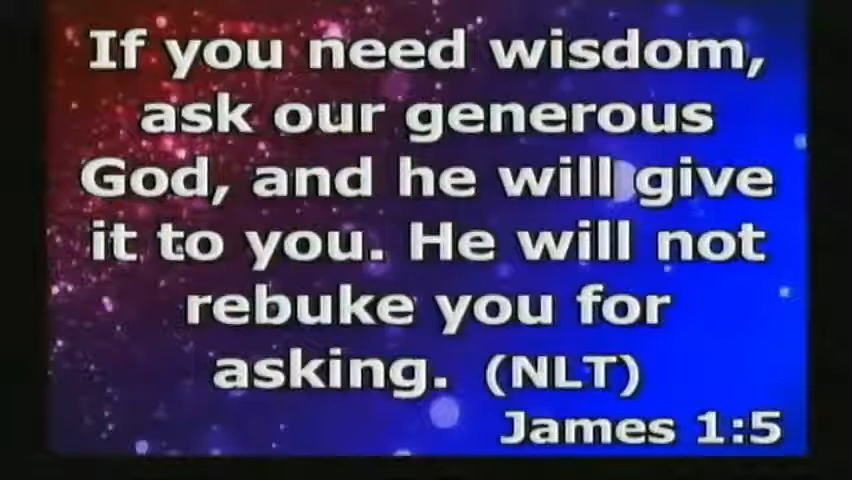 If you need wisdom,
ask our generous
God, and he will give
it to you. He will not
rebuke you for
asking. (NLT)
James 1:5